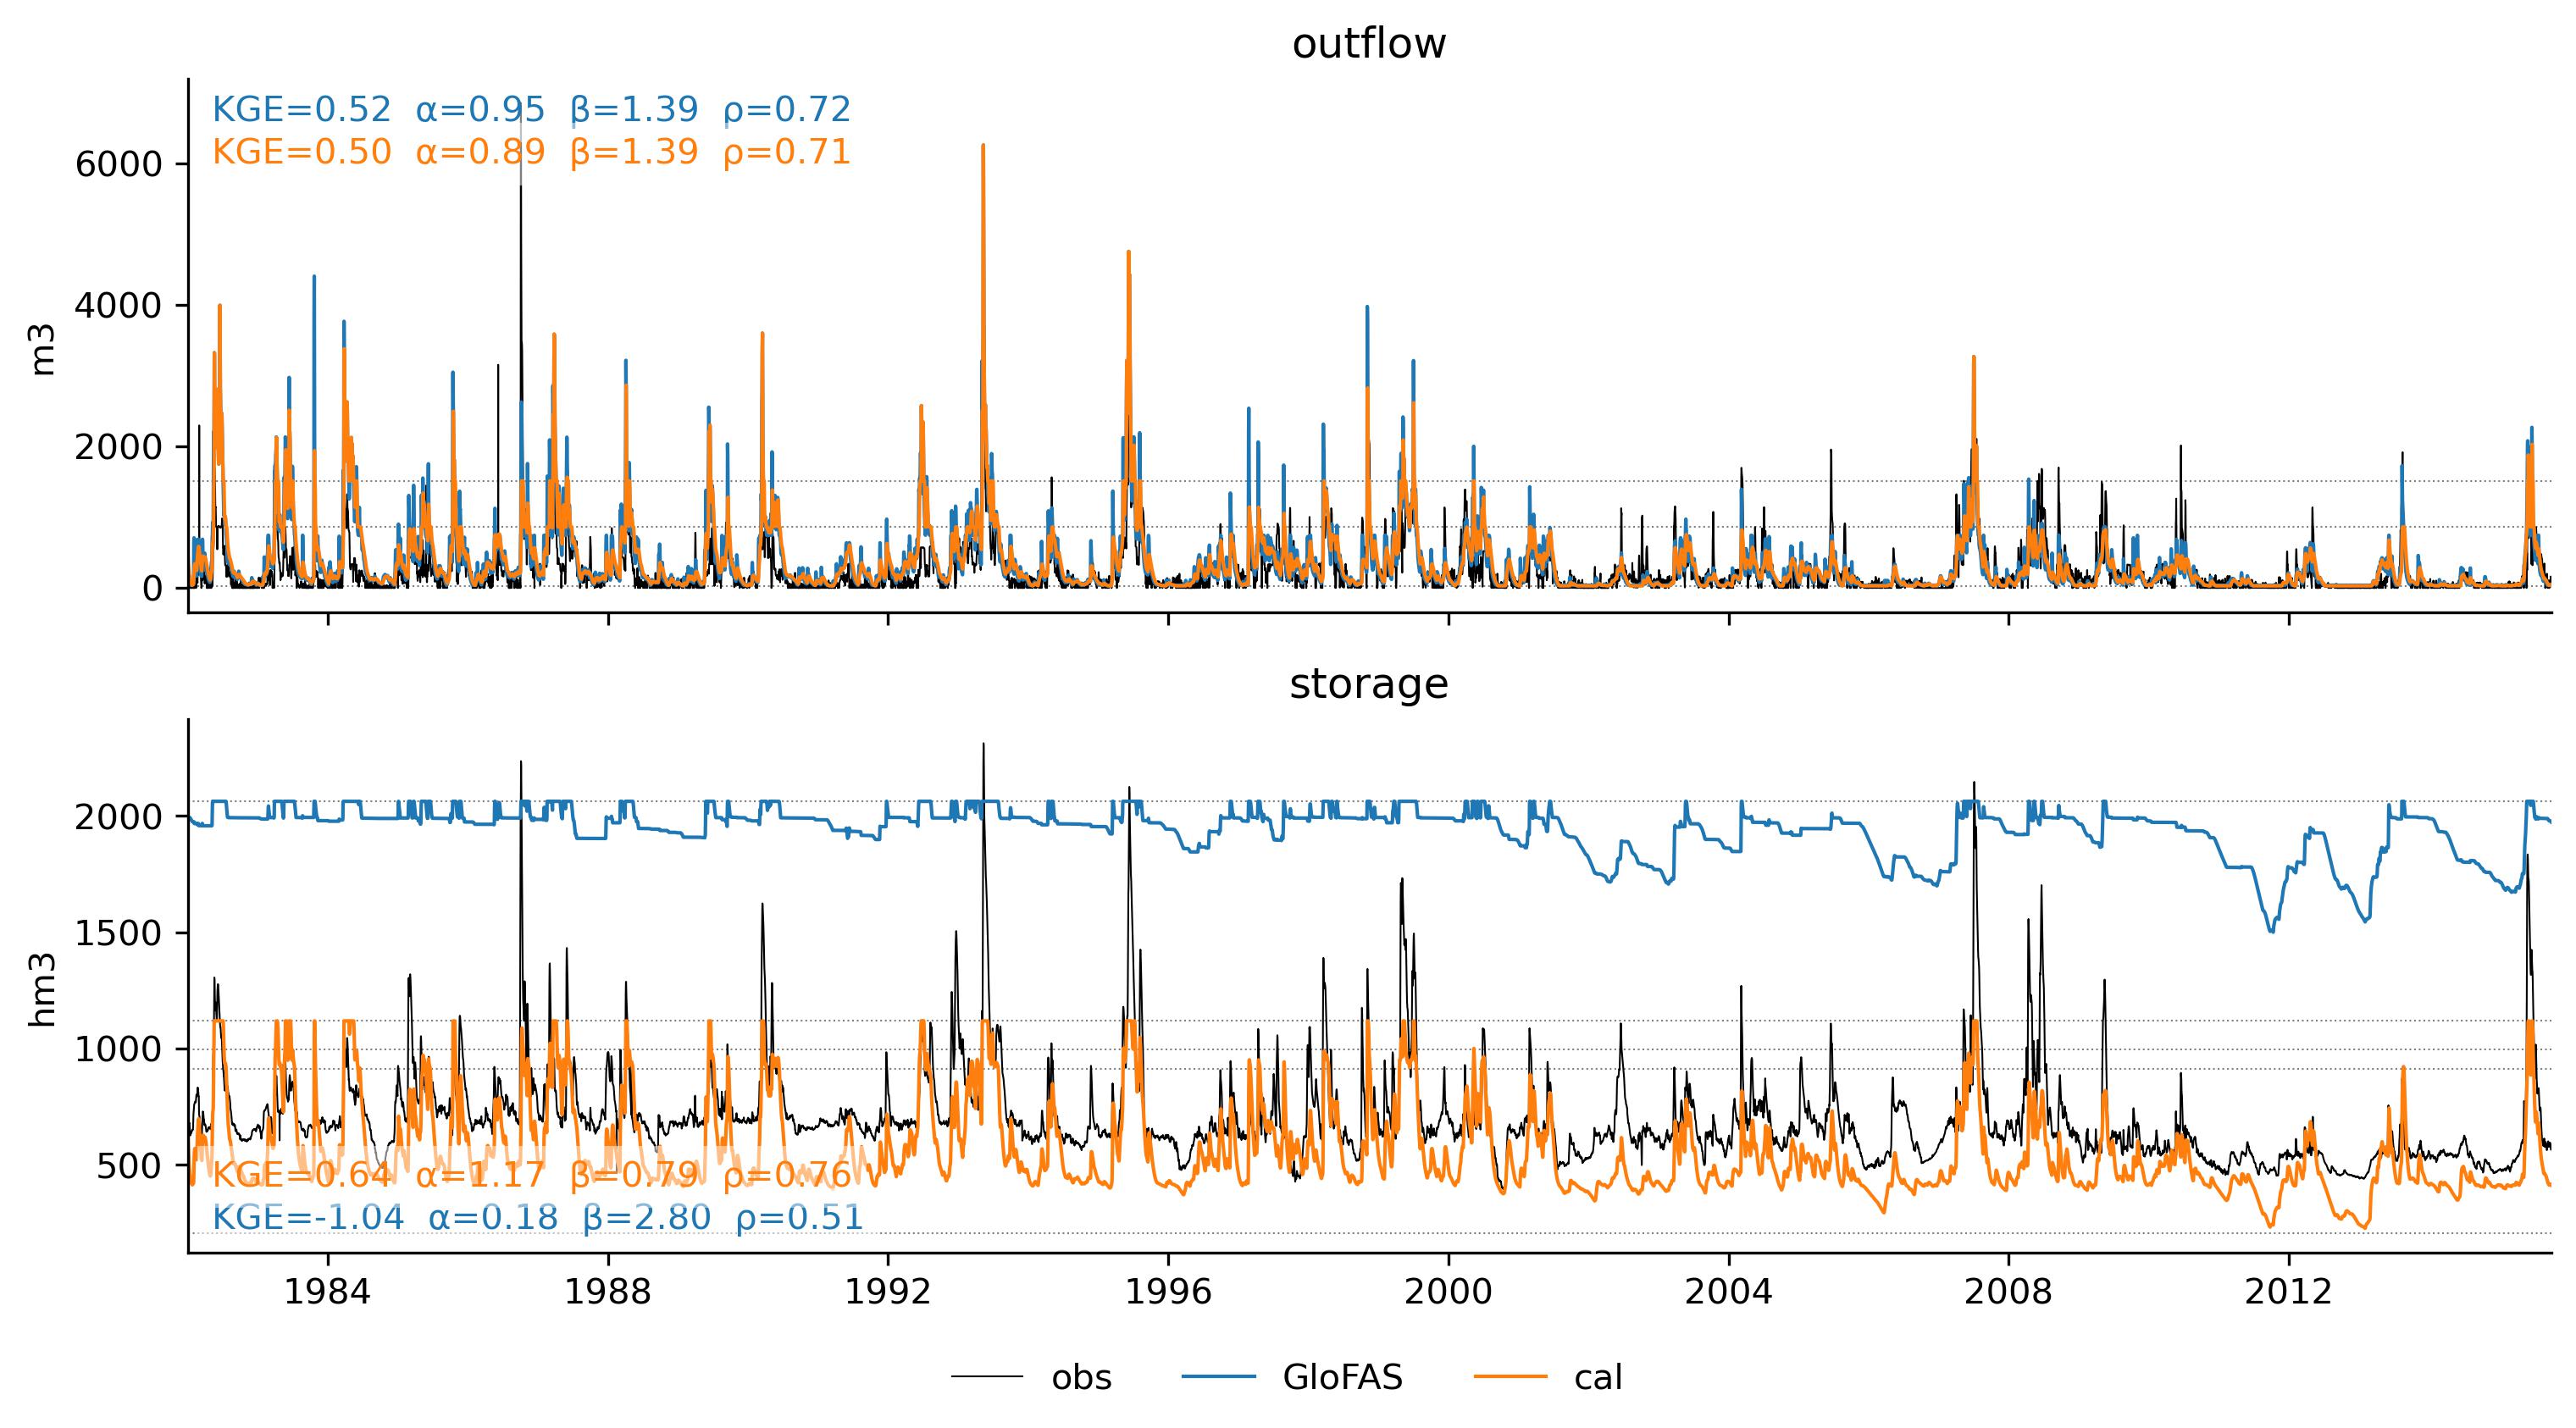 outflow
KGE=0.52 α=0.95 β=1.39 ρ=0.72
KGE=0.50 α=0.89 β=1.39 ρ=0.71
6000
4000
2000
0
m3
storage
2000
1500
1000
500
hm3
KGE=0.64 α=1.17 β=0.79 ρ=0.76
KGE=-1.04 α=0.18 β=2.80 ρ=0.51
1984 1988 1992 1996 2000 2004 2008 2012
obs GloFAS cal